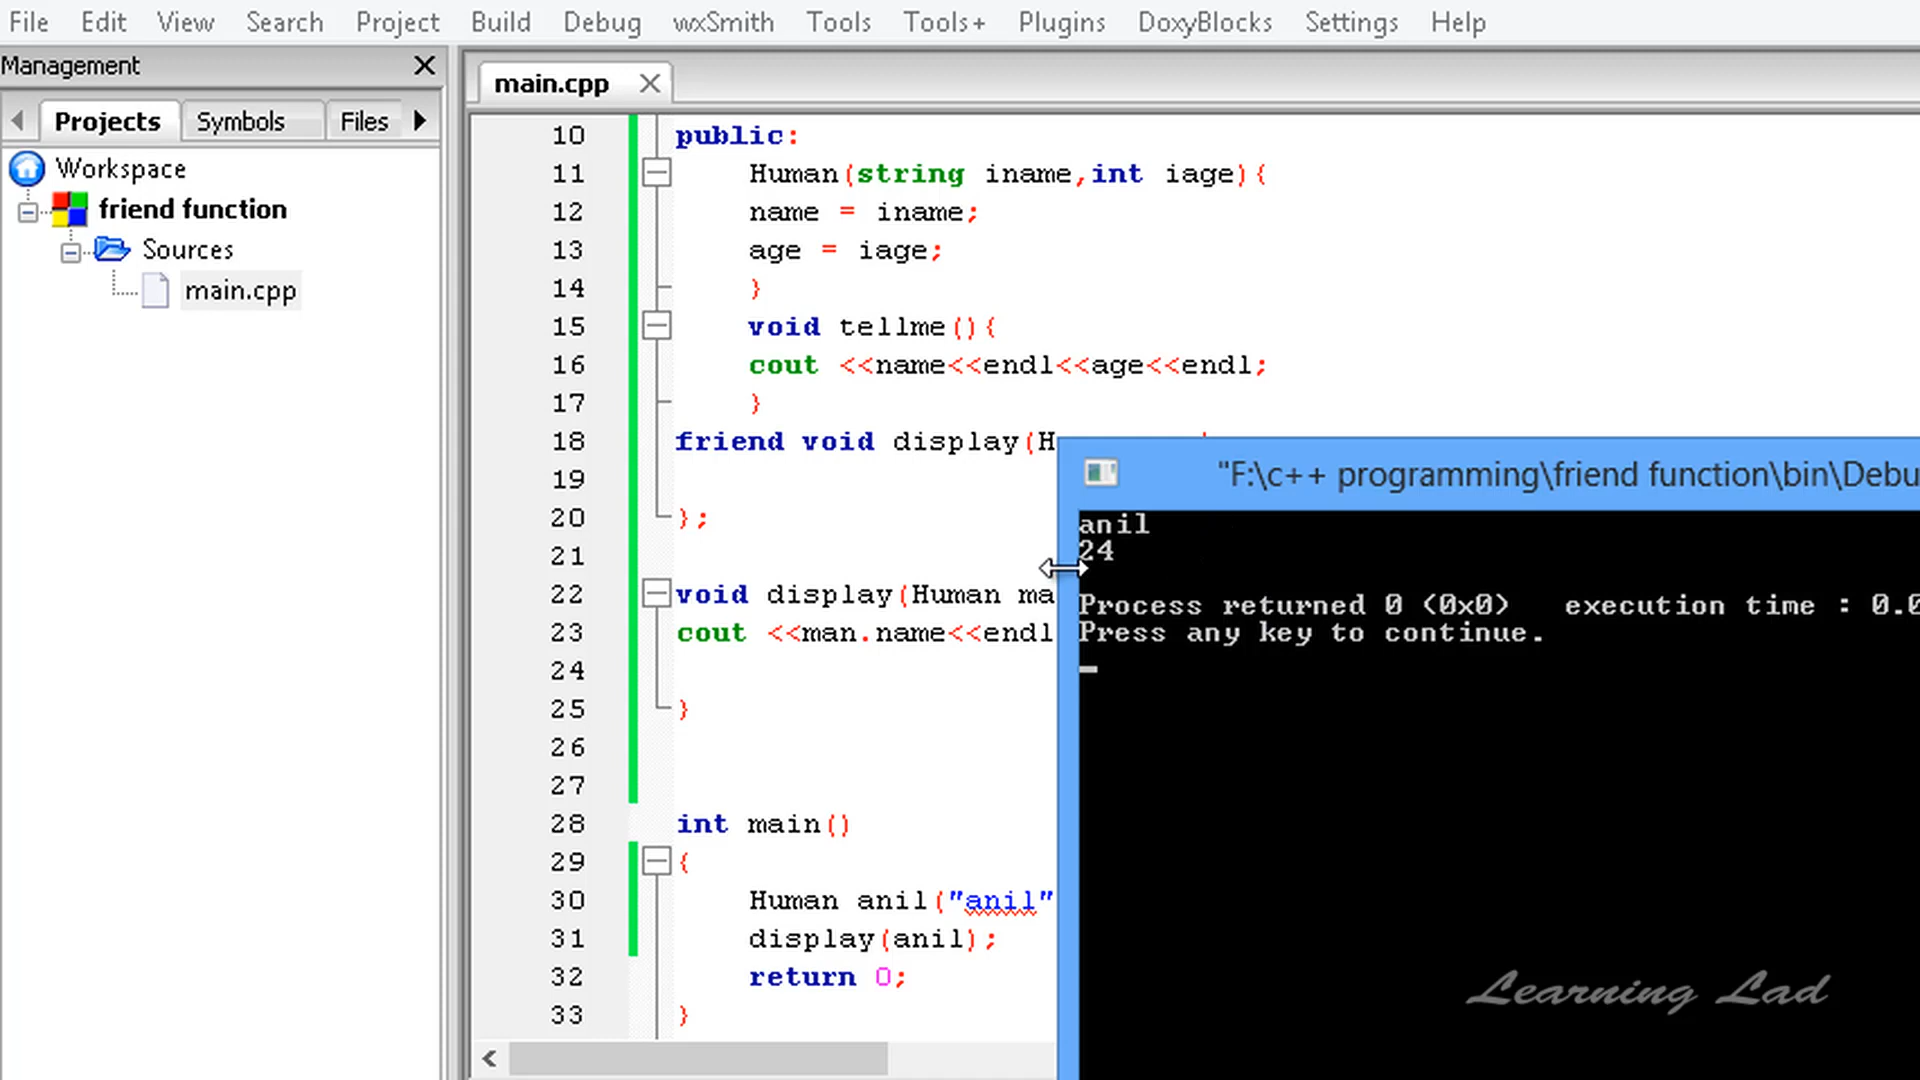 File Edit View Search Project Build Debug wxSmith Tools Tools+ Plugins DoxyBlocks Settings Help
Management
Projects Symbols Files
Workspace
friend function
Sources
main.cpp
main.cpp
10 public:
11 Human(string iname,int iage){
12 name = iname;
13 age = iage;
14 }
15 void tellme(){
16 cout <<name<<endl<<age<<endl;
17 }
18 friend void display(H
19
20 };
21
22 void display(Human ma
23 cout <<man.name<<endl
24
25 }
26
27
28 int main()
29 {
30 Human anil("anil"
31 display(anil);
32 return 0;
33 }
"F:\c++ programming\friend function\bin\Debu
anil
24
Process returned 0 (0x0) execution time : 0.0
Press any key to continue.
Learning Lad